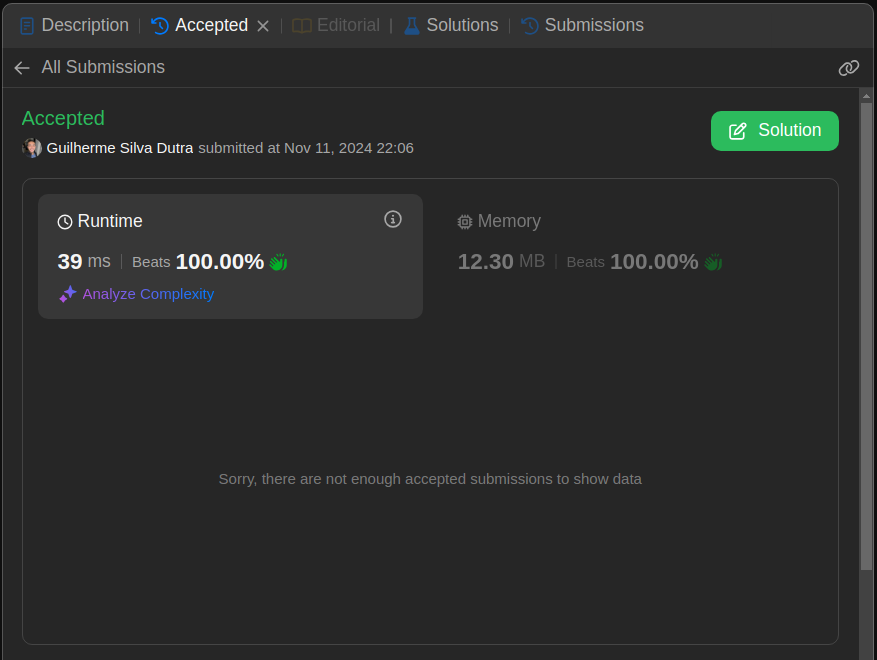 Description Accepted Editorial Solutions Submissions
All Submissions
Accepted
Solution
Guilherme Silva Dutra submitted at Nov 11, 2024 22:06
Runtime
39 ms Beats 100.00%
Analyze Complexity
Memory
12.30 MB Beats 100.00%
Sorry, there are not enough accepted submissions to show data